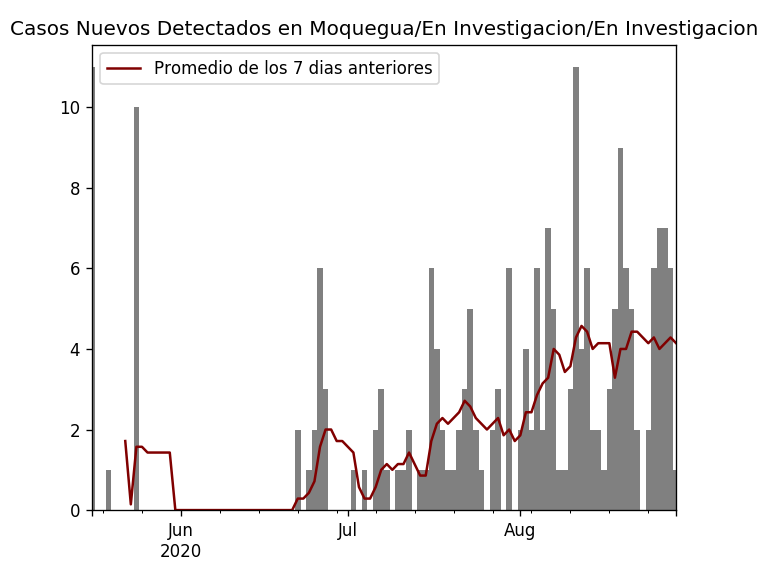 Casos Nuevos Detectados en Moquegua/En Investigacion/En Investigacion
Promedio de los 7 dias anteriores
10
8
6
4
2
0
Jun
2020
Jul
Aug